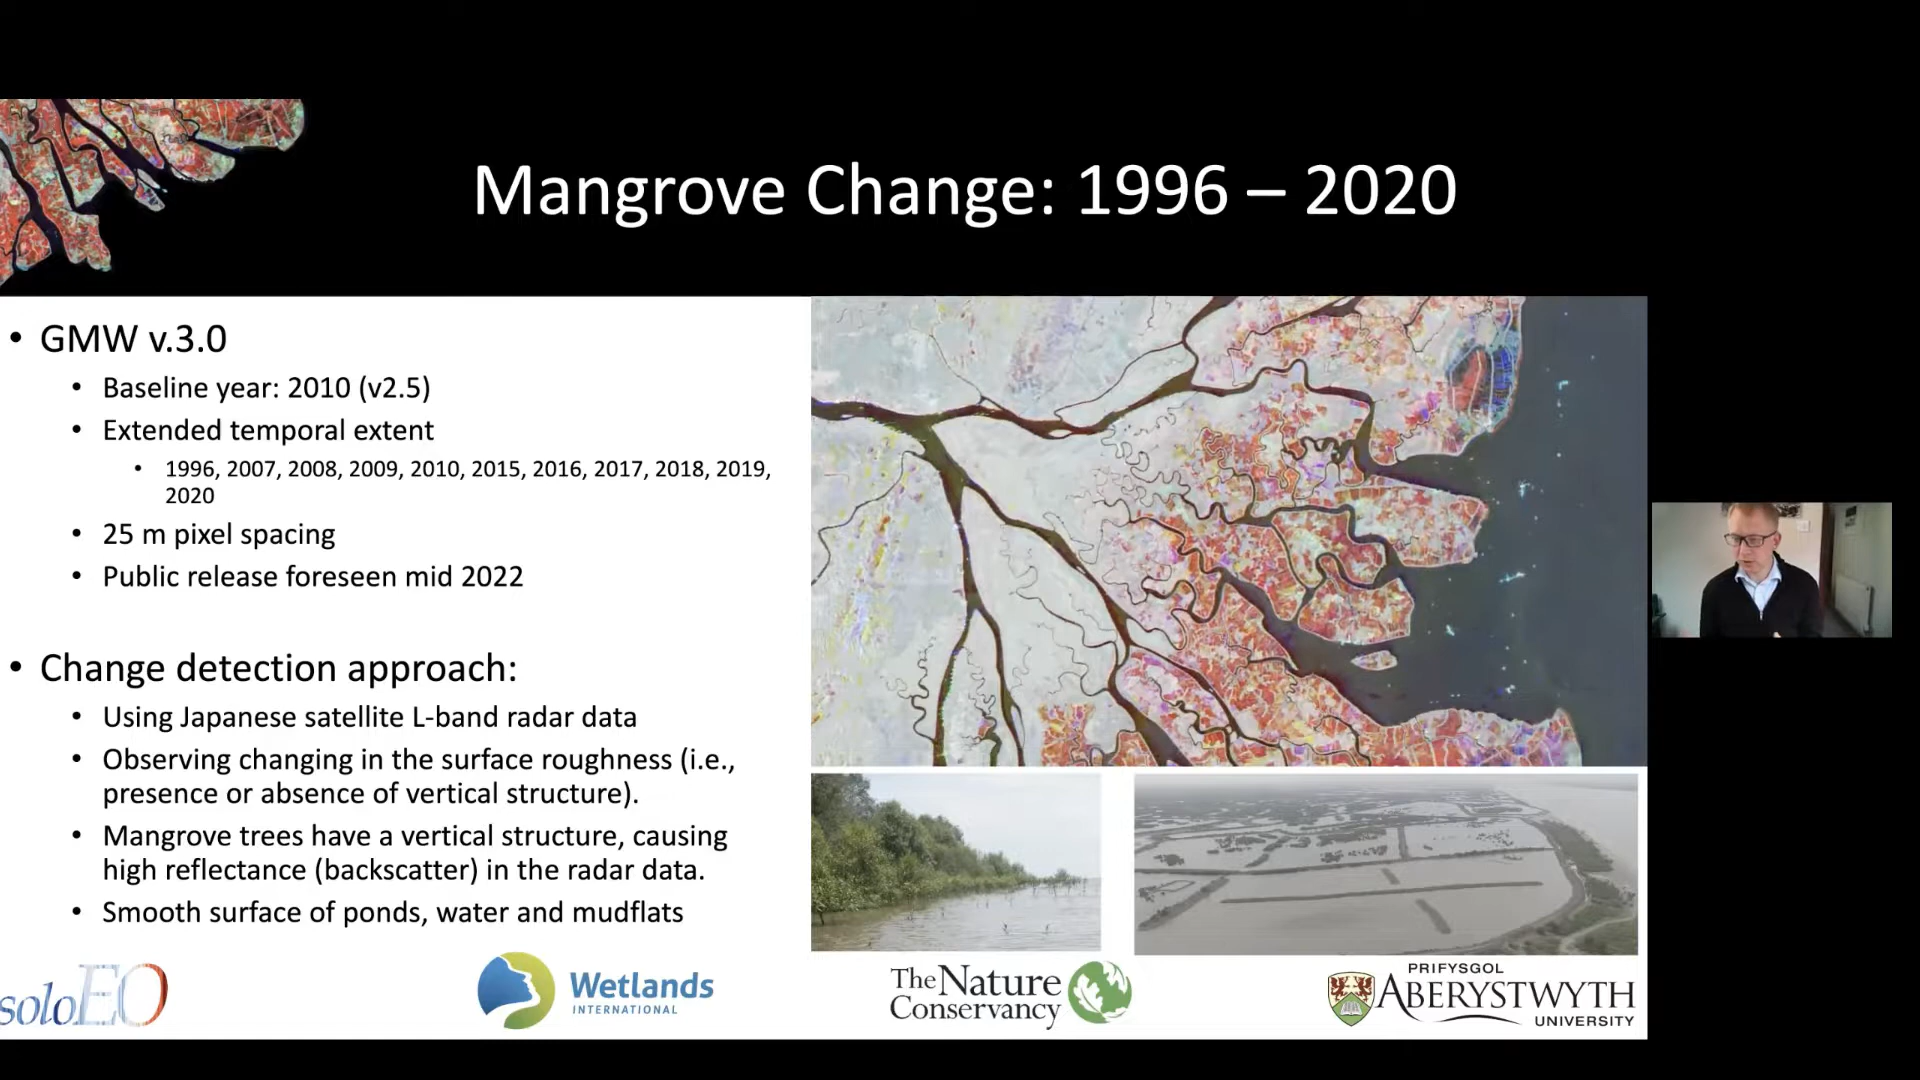 Mangrove Change: 1996 – 2020
• GMW v.3.0
• Baseline year: 2010 (v2.5)
• Extended temporal extent
• 1996, 2007, 2008, 2009, 2010, 2015, 2016, 2017, 2018, 2019,
2020
• 25 m pixel spacing
• Public release foreseen mid 2022
• Change detection approach:
• Using Japanese satellite L-band radar data
• Observing changing in the surface roughness (i.e.,
presence or absence of vertical structure).
• Mangrove trees have a vertical structure, causing
high reflectance (backscatter) in the radar data.
• Smooth surface of ponds, water and mudflats
soloEO
Wetlands
INTERNATIONAL
The Nature
Conservancy
PRIFYSGOL
ABERYSTWYTH
UNIVERSITY